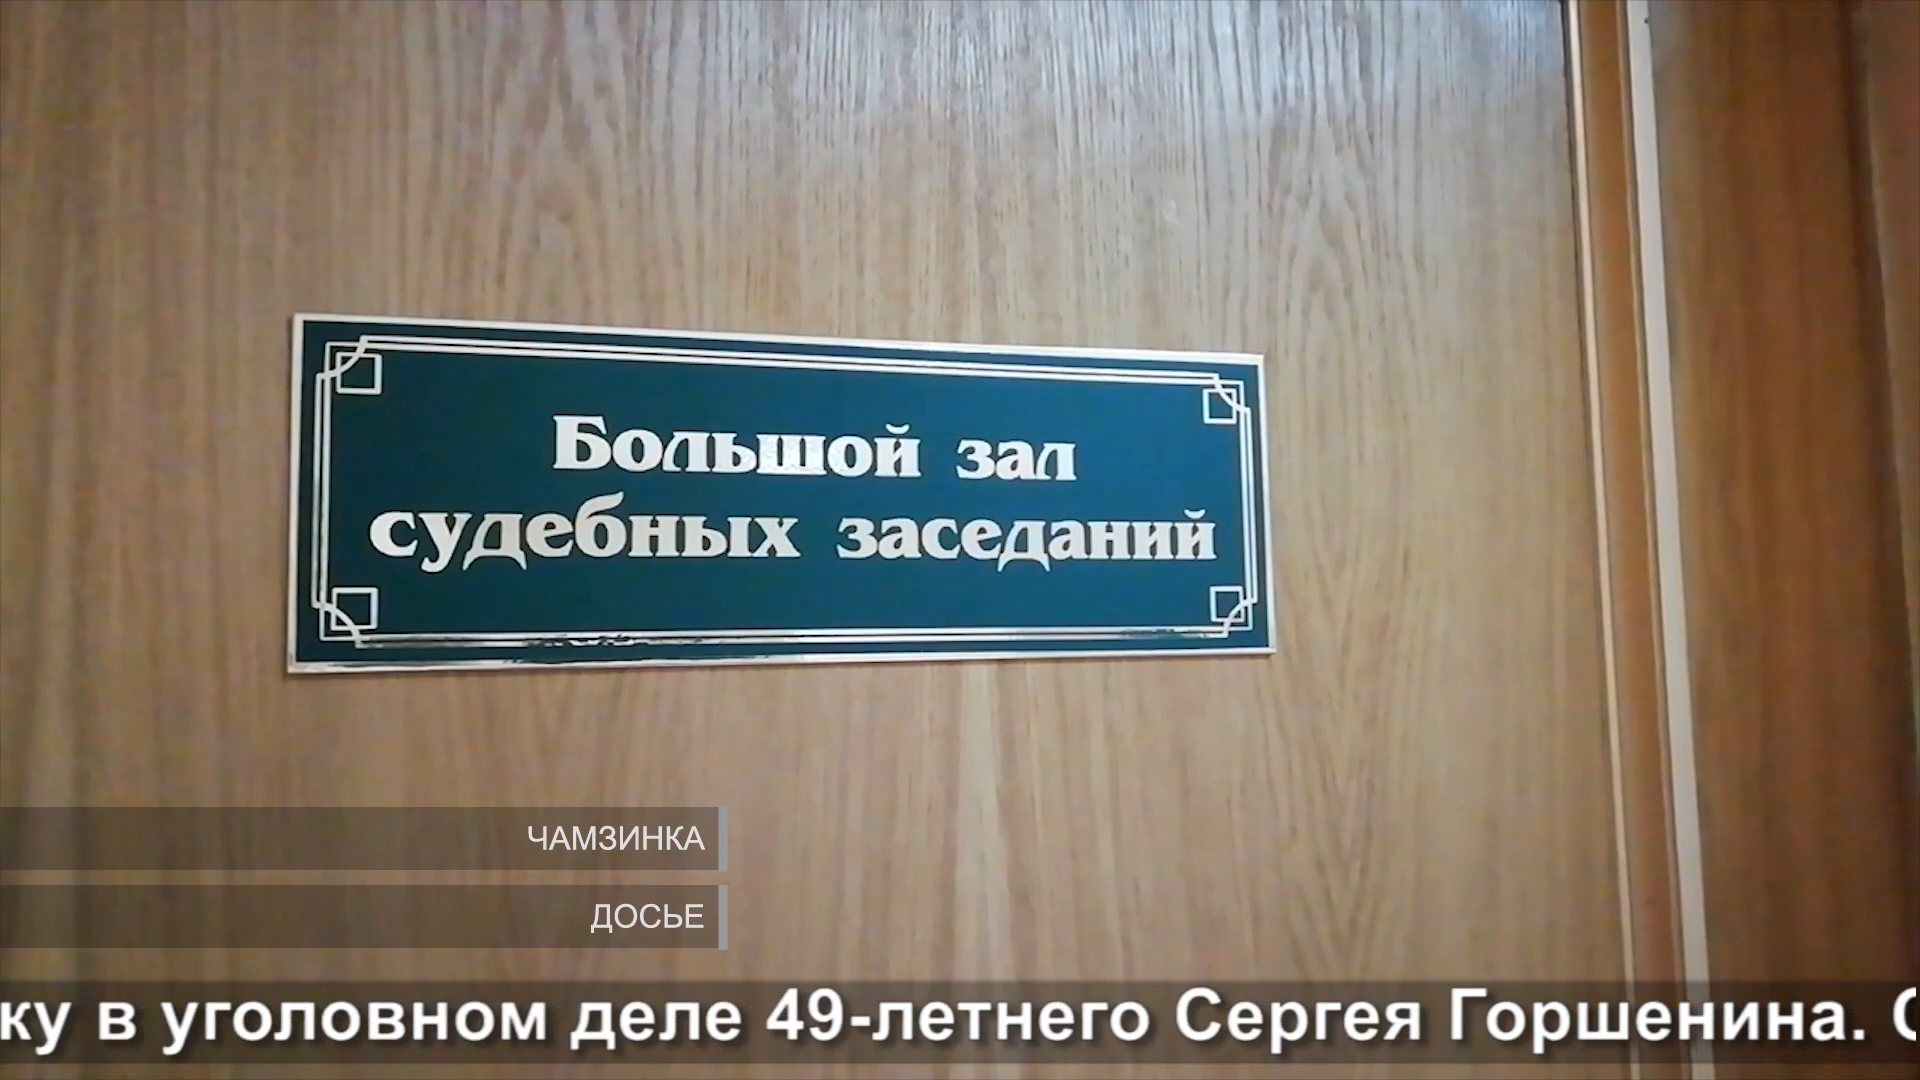 Большой зал
судебных заседаний
ЧАМЗИНКА
ДОСЬЕ
ку в уголовном деле 49-летнего Сергея Горшенина. С